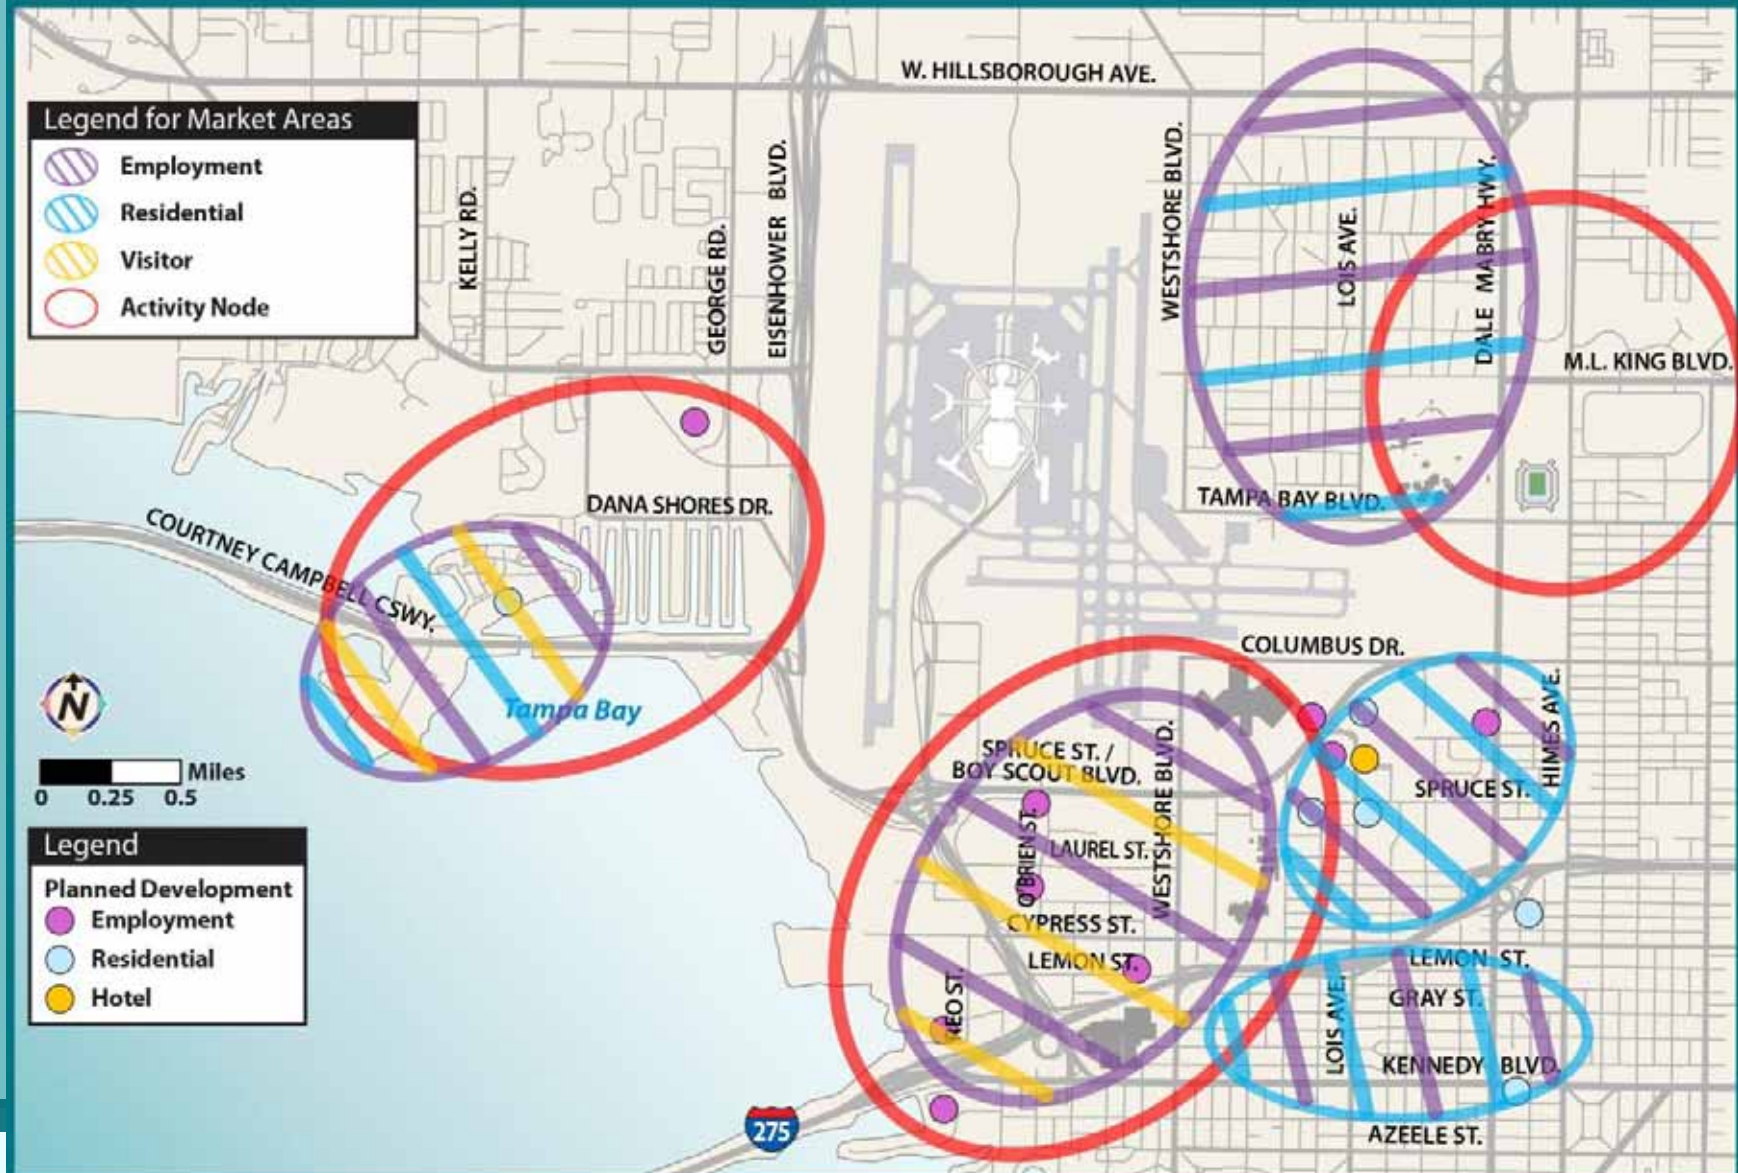 W. HILLSBOROUGH AVE.
Legend for Market Areas
Employment
Residential
Visitor
Activity Node
KELLY RD.
GEORGE RD.
EISENHOWER BLVD.
WESTSHORE BLVD.
LOIS AVE.
DALE MABRY HWY.
M.L. KING BLVD.
TAMPA BAY BLVD.
DANA SHORES DR.
COURTNEY CAMPBELL CSWY.
Tampa Bay
COLUMBUS DR.
N
Miles
0 0.25 0.5
SPRUCE ST. /
BOY SCOUT BLVD.
WESTSHORE BLVD.
HIMES AVE.
SPRUCE ST.
O'BRIEN ST.
LAUREL ST.
CYPRESS ST.
LEMON ST.
LEMON ST.
GRAY ST.
LOIS AVE.
KENNEDY BLVD.
AZEELE ST.
275
Legend
Planned Development
Employment
Residential
Hotel